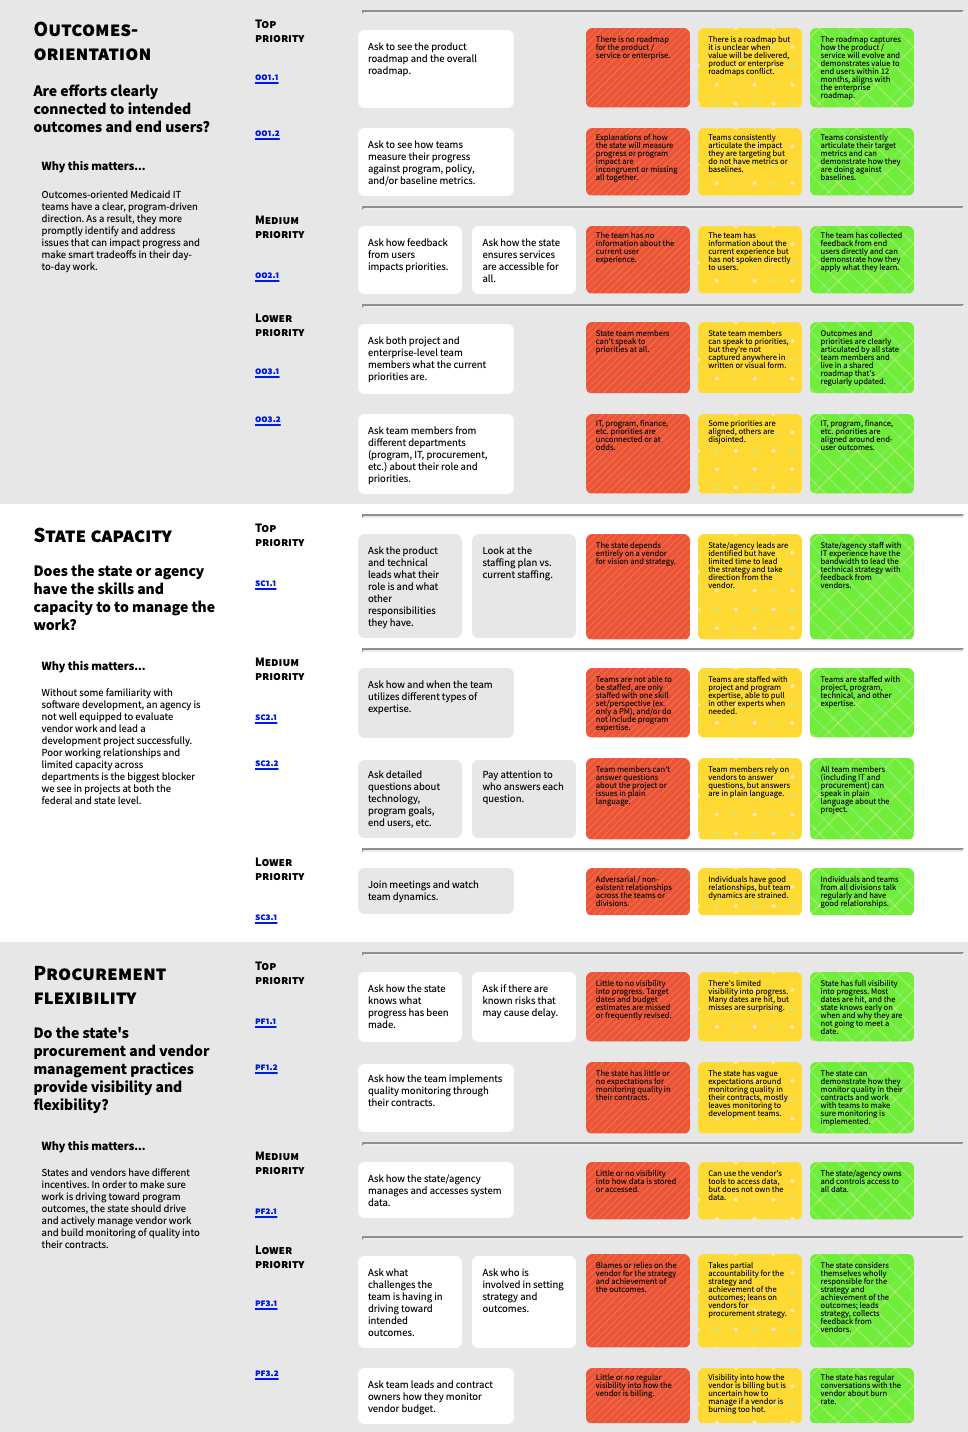 Outcomes-
orientation
Are efforts clearly
connected to intended
outcomes and end users?
Why this matters...
Outcomes-oriented Medicaid IT
teams have a clear, program-driven
direction. As a result, they more
promptly identify and address
issues that can impact progress and
make smart tradeoffs in their day-
to-day work.
Top
priority
OO1.1
Ask to see the product
roadmap and the overall
roadmap.
There is no roadmap
for the product /
service or enterprise.
There is a roadmap but
it is unclear when
value will be delivered,
product or enterprise
roadmaps conflict.
The roadmap captures
how the product /
service will evolve and
demonstrates value to
end users within 12
months, aligns with
the enterprise
roadmap.
OO1.2
Ask to see how teams
measure their progress
against program, policy,
and/or baseline metrics.
Explanations of how
the state will measure
progress or program
impact are
incongruent or missing
all together.
Teams consistently
articulate the impact
they are targeting but
do not have metrics or
baselines.
Teams consistently
articulate their target
metrics and can
demonstrate how they
are doing against
baselines.
Medium
priority
OO2.1
Ask how feedback
from users
impacts priorities.
Ask how the state
ensures services
are accessible for
all.
The team has no
information about the
current user
experience.
The team has
information about the
current experience but
has not spoken directly
to users.
The team has collected
feedback from end
users directly and can
demonstrate how they
apply what they learn.
Lower
priority
OO3.1
Ask both project and
enterprise-level team
members what the current
priorities are.
State team members
can't speak to
priorities at all.
State team members
can speak to priorities,
but they're not
captured anywhere in
written or visual form.
Outcomes and
priorities are clearly
articulated by all state
team members and
live in a shared
roadmap that's
regularly updated.
OO3.2
Ask team members from
different departments
(program, IT, procurement,
etc.) about their role and
priorities.
IT, program, finance,
etc. priorities are
unconnected or at
odds.
Some priorities are
aligned, others are
disjointed.
IT, program, finance,
etc. priorities are
aligned around end-
user outcomes.
State capacity
Does the state or agency
have the skills and
capacity to to manage the
work?
Why this matters...
Without some familiarity with
software development, an agency is
not well equipped to evaluate
vendor work and lead a
development project successfully.
Poor working relationships and
limited capacity across
departments is the biggest blocker
we see in projects at both the
federal and state level.
Top
priority
SC1.1
Ask the product
and technical
leads what their
role is and what
other
responsibilities
they have.
Look at the
staffing plan vs.
current staffing.
The state depends
entirely on a vendor
for vision and strategy.
State/agency leads are
identified but have
limited time to lead
the strategy and take
direction from the
vendor.
State/agency staff with
IT experience have the
bandwidth to lead the
technical strategy with
feedback from
vendors.
Medium
priority
SC2.1
Ask how and when the team
utilizes different types of
expertise.
Teams are not able to
be staffed, are only
staffed with one skill
set/perspective (ex.
only a PM), and/or do
not include program
expertise.
Teams are staffed with
project and program
expertise, able to pull
in other experts when
needed.
Teams are staffed with
project, program,
technical, and other
expertise.
SC2.2
Ask detailed
questions about
technology,
program goals,
end users, etc.
Pay attention to
who answers each
question.
Team members can't
answer questions
about the project or
issues in plain
language.
Team members rely on
vendors to answer
questions, but answers
are in plain language.
All team members
(including IT and
procurement) can
speak in plain
language about the
project.
Lower
priority
SC3.1
Join meetings and watch
team dynamics.
Adversarial / non-
existent relationships
across the teams or
divisions.
Individuals have good
relationships, but team
dynamics are strained.
Individuals and teams
from all divisions talk
regularly and have
good relationships.
Procurement
flexibility
Do the state's
procurement and vendor
management practices
provide visibility and
flexibility?
Why this matters...
States and vendors have different
incentives. In order to make sure
work is driving toward program
outcomes, the state should drive
and actively manage vendor work
and build monitoring of quality into
their contracts.
Top
priority
PF1.1
Ask how the state
knows what
progress has been
made.
Ask if there are
known risks that
may cause delay.
Little to no visibility
into progress. Target
dates and budget
estimates are missed
or frequently revised.
There's limited
visibility into progress.
Many dates are hit, but
misses are surprising.
State has full visibility
into progress. Most
dates are hit, and the
state knows early on
when and why they are
not going to meet a
date.
PF1.2
Ask how the team implements
quality monitoring through
their contracts.
The state has little or
no expectations for
monitoring quality in
their contracts.
The state has vague
expectations around
monitoring quality in
their contracts, mostly
leaves monitoring to
development teams.
The state can
demonstrate how they
monitor quality in their
contracts and work
with teams to make
sure monitoring is
implemented.
Medium
priority
PF2.1
Ask how the state/agency
manages and accesses system
data.
Little or no visibility
into how data is stored
or accessed.
Can use the vendor's
tools to access data,
but does not own the
data.
The state/agency owns
and controls access to
all data.
Lower
priority
PF3.1
Ask what
challenges the
team is having in
driving toward
intended
outcomes.
Ask who is
involved in setting
strategy and
outcomes.
Blames or relies on the
vendor for the strategy
and achievement of
the outcomes.
Takes partial
accountability for the
strategy and
achievement of the
outcomes; leans on
vendors for
procurement strategy.
The state considers
themselves wholly
responsible for the
strategy and
achievement of the
outcomes; leads
strategy, collects
feedback from
vendors.
PF3.2
Ask team leads and contract
owners how they monitor
vendor budget.
Little or no regular
visibility into how the
vendor is billing.
Visibility into how the
vendor is billing but is
uncertain how to
manage if a vendor is
burning too hot.
The state has regular
conversations with the
vendor about burn
rate.